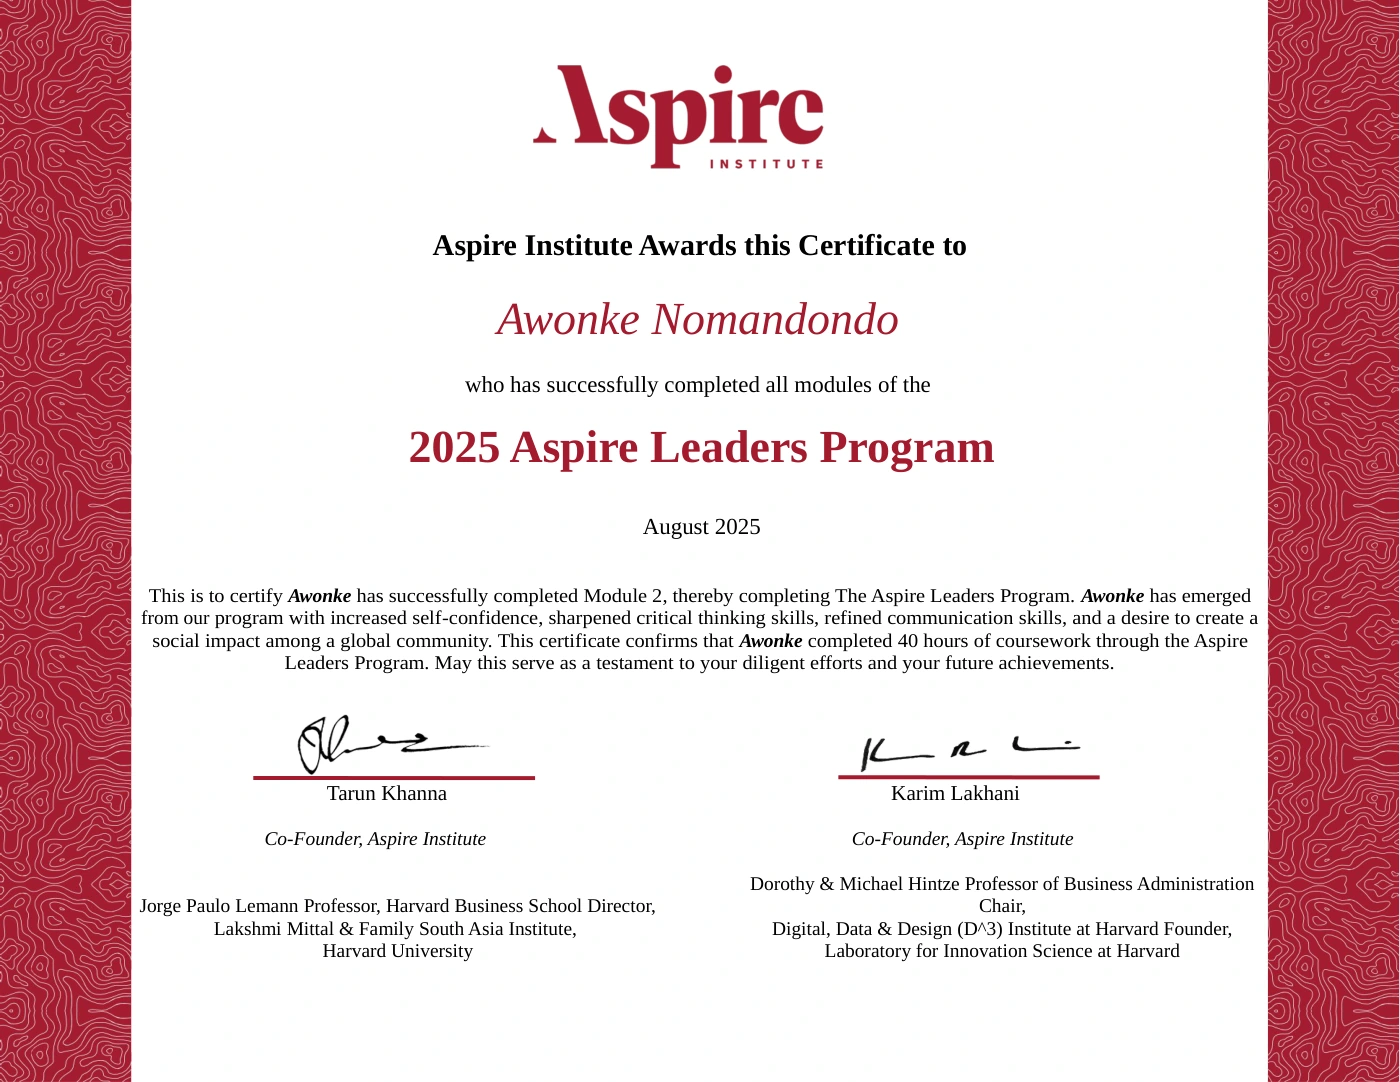 Aspire
INSTITUTE
Aspire Institute Awards this Certificate to
Awonke Nomandondo
who has successfully completed all modules of the
2025 Aspire Leaders Program
August 2025
This is to certify Awonke has successfully completed Module 2, thereby completing The Aspire Leaders Program. Awonke has emerged
from our program with increased self-confidence, sharpened critical thinking skills, refined communication skills, and a desire to create a
social impact among a global community. This certificate confirms that Awonke completed 40 hours of coursework through the Aspire
Leaders Program. May this serve as a testament to your diligent efforts and your future achievements.
Tarun Khanna
Co-Founder, Aspire Institute
Jorge Paulo Lemann Professor, Harvard Business School Director,
Lakshmi Mittal & Family South Asia Institute,
Harvard University
Karim Lakhani
Co-Founder, Aspire Institute
Dorothy & Michael Hintze Professor of Business Administration
Chair,
Digital, Data & Design (D^3) Institute at Harvard Founder,
Laboratory for Innovation Science at Harvard